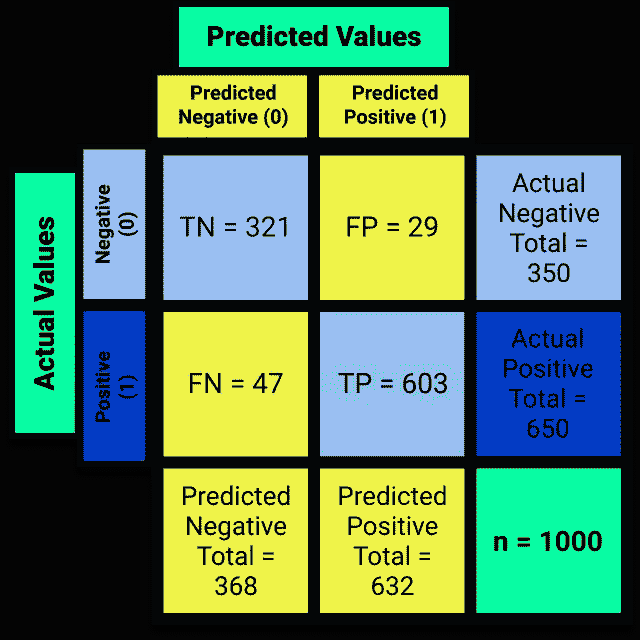 Predicted Values
Predicted
Negative (0)
Predicted
Positive (1)
Actual Values
Negative
(0)
TN = 321
FP = 29
Actual
Negative
Total =
350
Positive
(1)
FN = 47
TP = 603
Actual
Positive
Total =
650
Predicted
Negative
Total =
368
Predicted
Positive
Total =
632
n = 1000